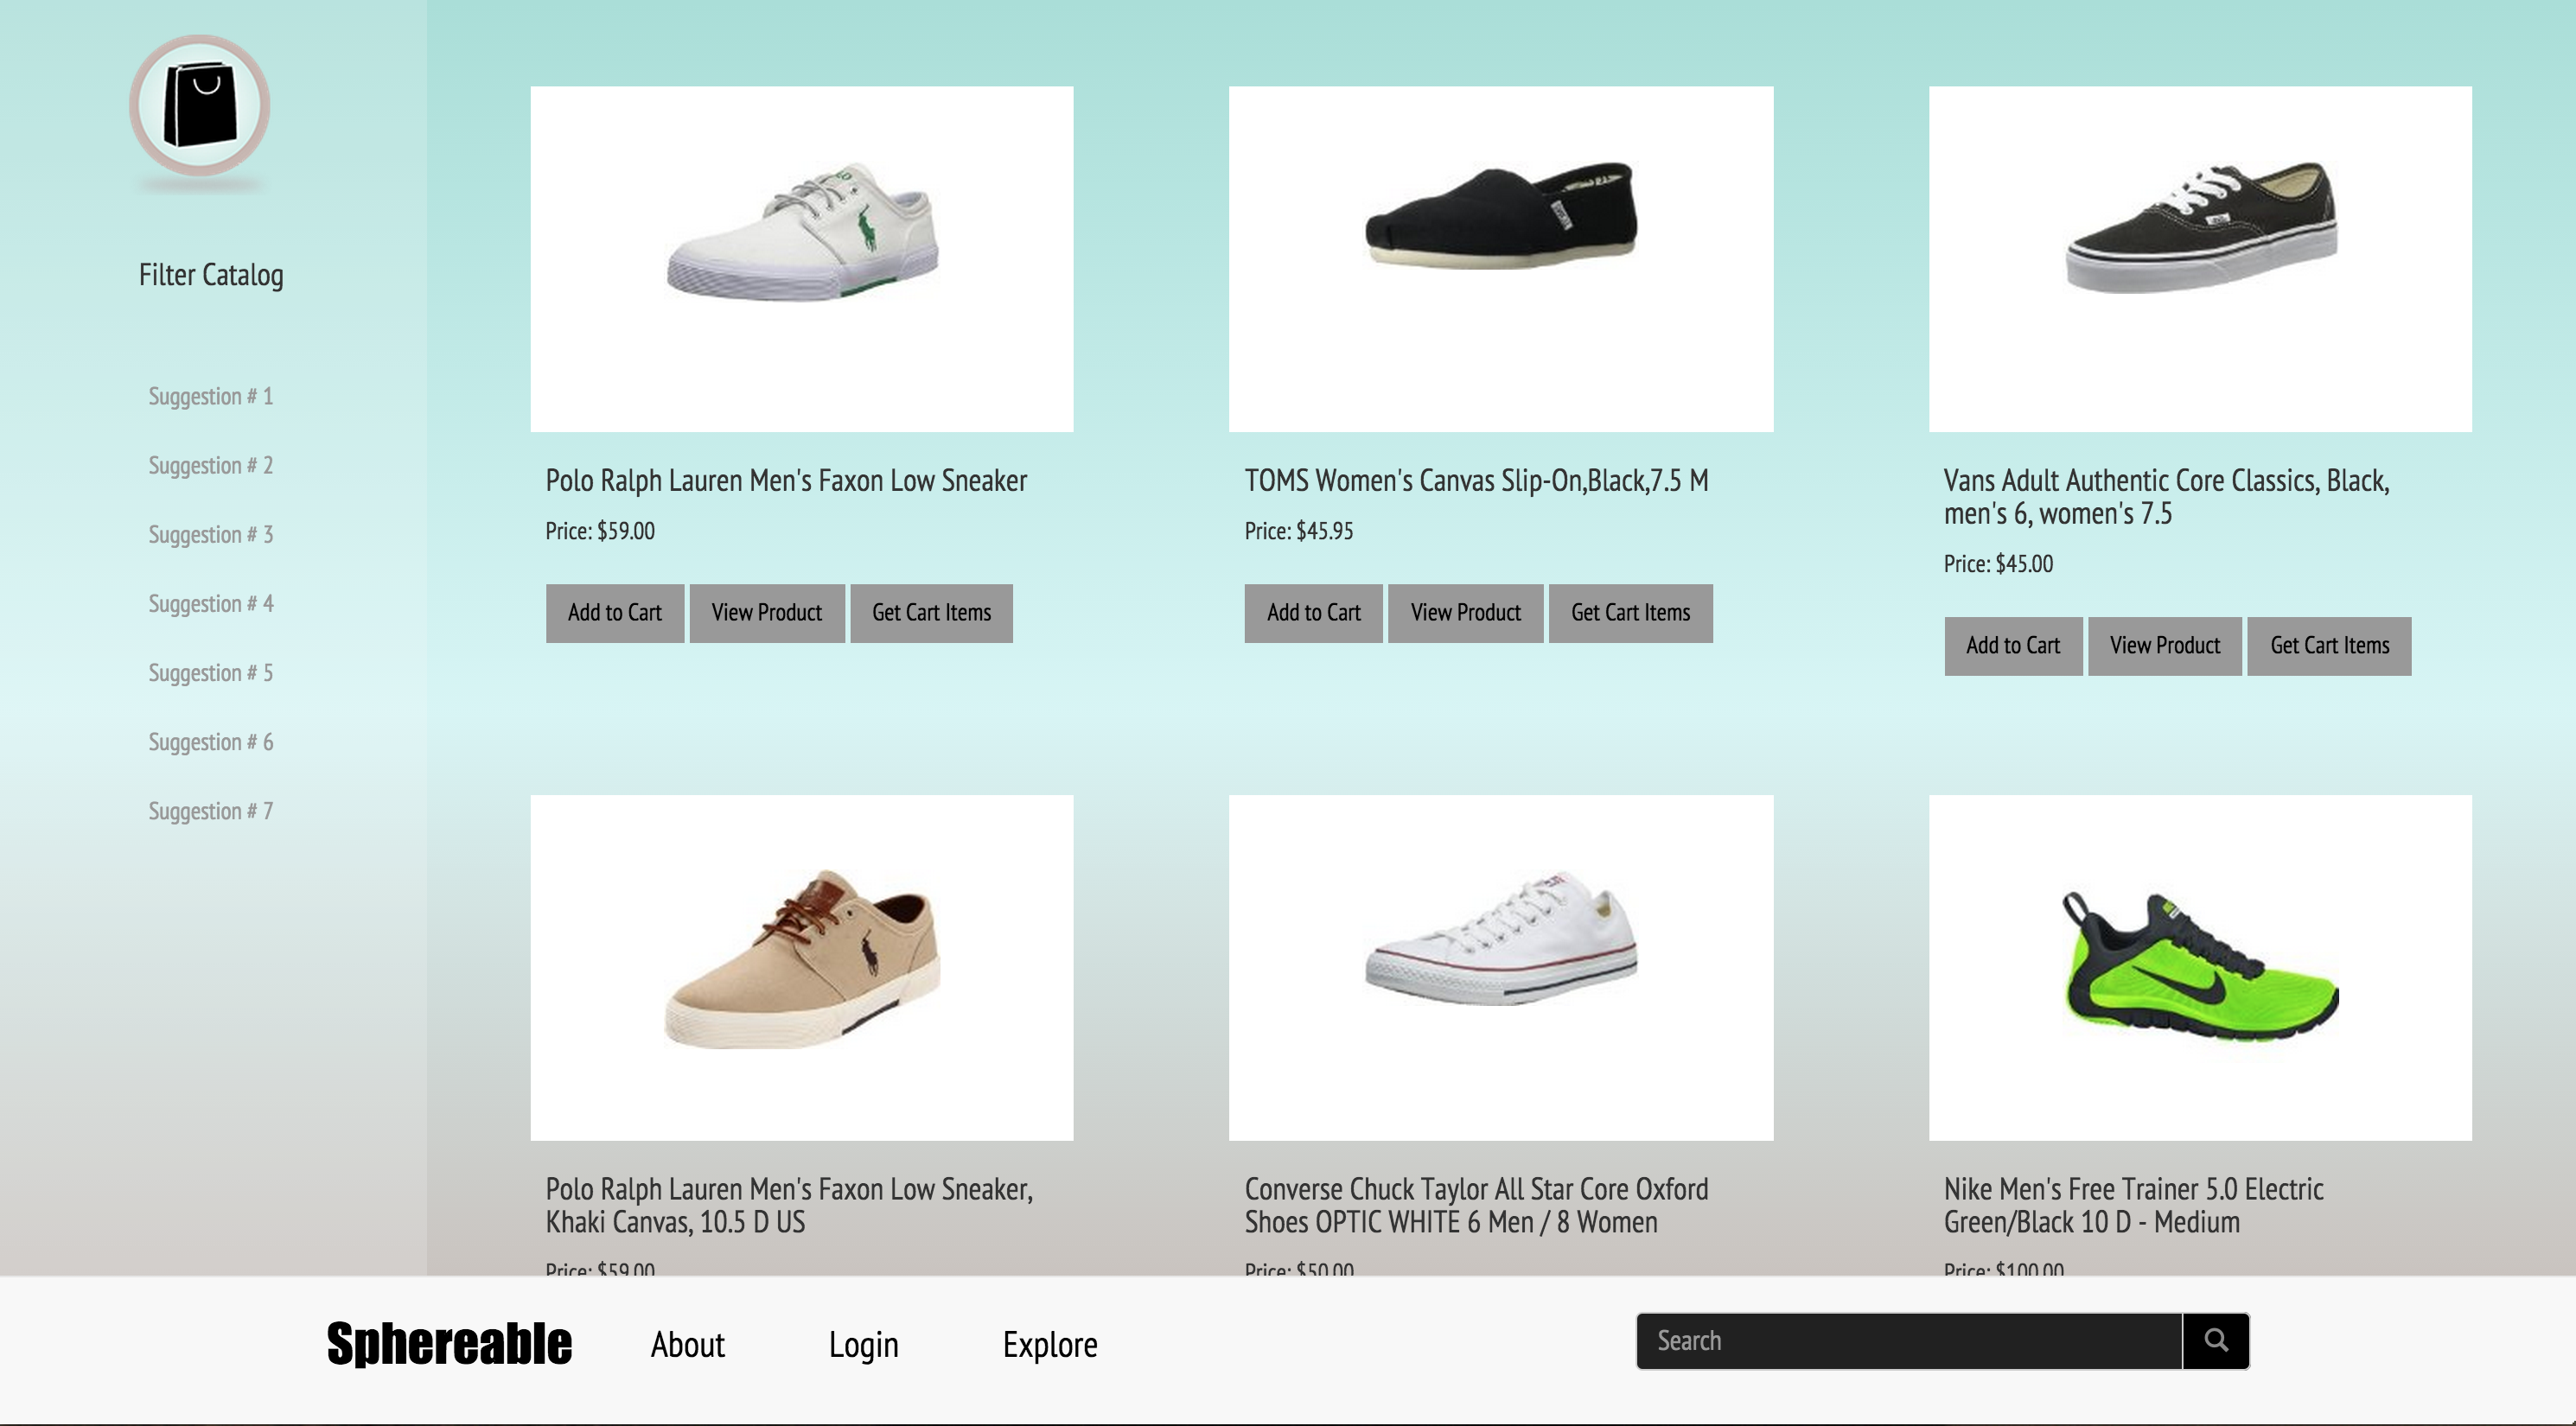 Filter Catalog
Suggestion # 1
Suggestion # 2
Suggestion # 3
Suggestion # 4
Suggestion # 5
Suggestion # 6
Suggestion # 7
Polo Ralph Lauren Men's Faxon Low Sneaker
Price: $59.00
Add to Cart View Product Get Cart Items
TOMS Women's Canvas Slip-On,Black,7.5 M
Price: $45.95
Add to Cart View Product Get Cart Items
Vans Adult Authentic Core Classics, Black,
men's 6, women's 7.5
Price: $45.00
Add to Cart View Product Get Cart Items
Polo Ralph Lauren Men's Faxon Low Sneaker,
Khaki Canvas, 10.5 D US
Price: $59.00
Converse Chuck Taylor All Star Core Oxford
Shoes OPTIC WHITE 6 Men / 8 Women
Price: $50.00
Nike Men's Free Trainer 5.0 Electric
Green/Black 10 D - Medium
Price: $100.00
Sphereable About Login Explore Search